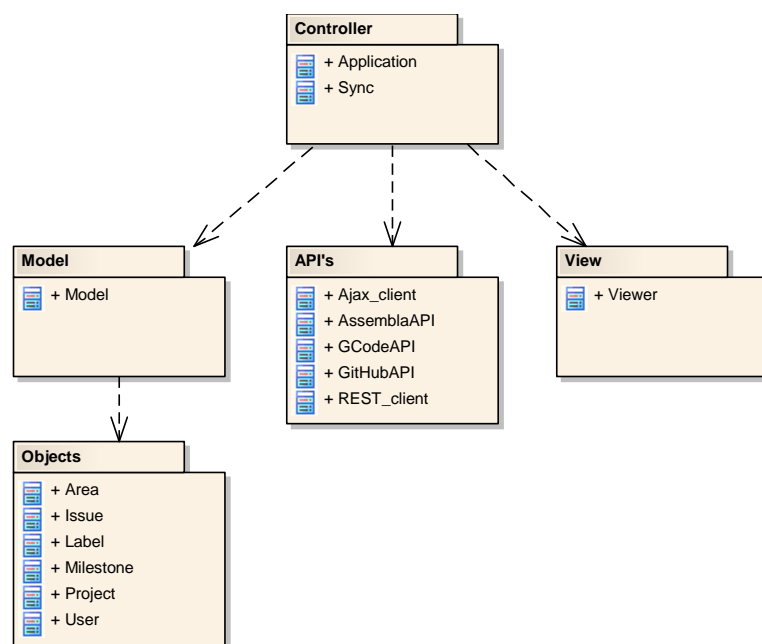 Controller
+ Application
+ Sync
Model
+ Model
API's
+ Ajax_client
+ AssemblaAPI
+ GCodeAPI
+ GitHubAPI
+ REST_client
View
+ Viewer
Objects
+ Area
+ Issue
+ Label
+ Milestone
+ Project
+ User